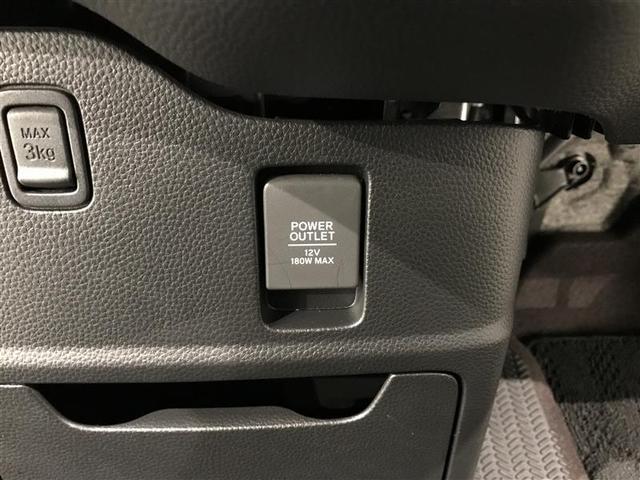 MAX
3kg
POWER
OUTLET
12V
180W MAX